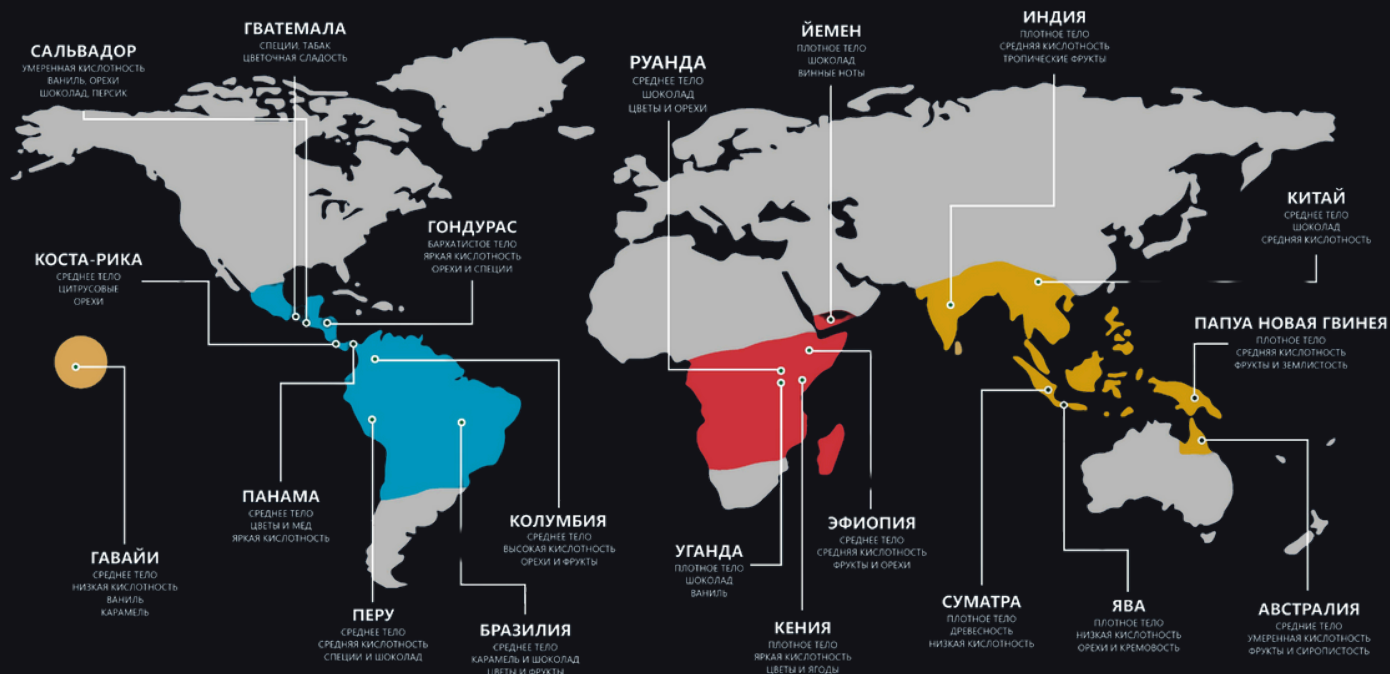 САЛЬВАДОР
УМЕРЕННАЯ КИСЛОТНОСТЬ
ВАНИЛЬ, ОРЕХИ
ШОКОЛАД, ПЕРСИК
ГВАТЕМАЛА
СПЕЦИИ, ТАБАК
ЦВЕТОЧНАЯ СЛАДОСТЬ
РУАНДА
СРЕДНЕЕ ТЕЛО
ШОКОЛАД
ЦВЕТЫ И ОРЕХИ
ЙЕМЕН
ПЛОТНОЕ ТЕЛО
ШОКОЛАД
ВИННЫЕ НОТЫ
ИНДИЯ
ПЛОТНОЕ ТЕЛО
СРЕДНЯЯ КИСЛОТНОСТЬ
ТРОПИЧЕСКИЕ ФРУКТЫ
КИТАЙ
СРЕДНЕЕ ТЕЛО
ШОКОЛАД
СРЕДНЯЯ КИСЛОТНОСТЬ
КОСТА-РИКА
СРЕДНЕЕ ТЕЛО
ЦИТРУСОВЫЕ
ОРЕХИ
ГОНДУРАС
БАРХАТИСТОЕ ТЕЛО
ЯРКАЯ КИСЛОТНОСТЬ
ОРЕХИ И СПЕЦИИ
ПАПУА НОВАЯ ГВИНЕЯ
ПЛОТНОЕ ТЕЛО
СРЕДНЯЯ КИСЛОТНОСТЬ
ФРУКТЫ И ЗЕМЛИСТОСТЬ
ГАВАЙИ
СРЕДНЕЕ ТЕЛО
НИЗКАЯ КИСЛОТНОСТЬ
ВАНИЛЬ
КАРАМЕЛЬ
ПАНАМА
СРЕДНЕЕ ТЕЛО
ЦВЕТЫ И МЕД
ЯРКАЯ КИСЛОТНОСТЬ
ПЕРУ
СРЕДНЕЕ ТЕЛО
СРЕДНЯЯ КИСЛОТНОСТЬ
СПЕЦИИ И ШОКОЛАД
КОЛУМБИЯ
СРЕДНЕЕ ТЕЛО
ВЫСОКАЯ КИСЛОТНОСТЬ
ОРЕХИ И ФРУКТЫ
БРАЗИЛИЯ
СРЕДНЕЕ ТЕЛО
КАРАМЕЛЬ И ШОКОЛАД
ЦВЕТЫ И ФРУКТЫ
УГАНДА
ПЛОТНОЕ ТЕЛО
ШОКОЛАД
ВАНИЛЬ
КЕНИЯ
ПЛОТНОЕ ТЕЛО
ЯРКАЯ КИСЛОТНОСТЬ
ЦВЕТЫ И ЯГОДЫ
ЭФИОПИЯ
СРЕДНЕЕ ТЕЛО
СРЕДНЯЯ КИСЛОТНОСТЬ
ФРУКТЫ И ОРЕХИ
СУМАТРА
ПЛОТНОЕ ТЕЛО
ДРЕВЕСНОСТЬ
НИЗКАЯ КИСЛОТНОСТЬ
ЯВА
ПЛОТНОЕ ТЕЛО
НИЗКАЯ КИСЛОТНОСТЬ
ОРЕХИ И КРЕМОВОСТЬ
АВСТРАЛИЯ
СРЕДНИЕ ТЕЛО
УМЕРЕННАЯ КИСЛОТНОСТЬ
ФРУКТЫ И СИРОПИСТОСТЬ